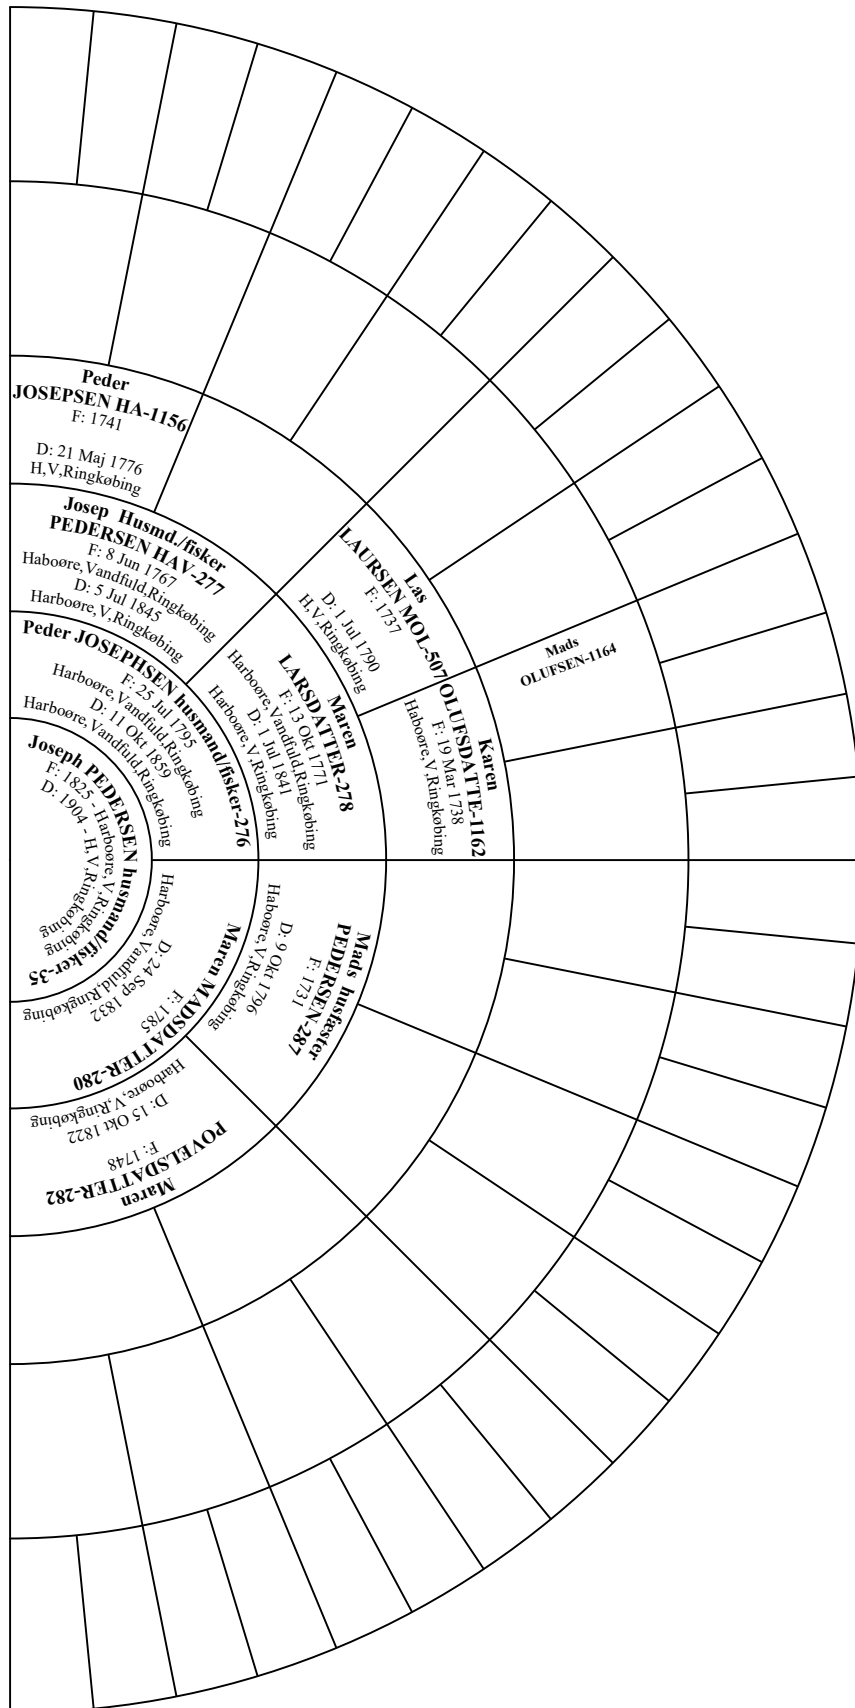 Peder
JOSEPSEN HA-1156
F: 1741
D: 21 Maj 1776
H,V,Ringkøbing
Josep Husmd./fisker
PEDERSEN HAV-277
F: 8 Jun 1767
Haboøre,Vandfuld,Ringkøbing
D: 5 Jul 1845
Harboøre,V,Ringkøbing
Peder JOSEPHSEN husmand/fisker-276
F: 25 Jul 1795
Harboøre,Vandfuld,Ringkøbing
D: 11 Okt 1859
Harboøre,Vandfuld,Ringkøbing
Joseph PEDERSEN husmand/fisker-35
F: 1825 - Harboøre,V,Ringkøbing
D: 1904 - H,V,Ringkøbing
Las
LAURSEN MOL-507
F: 1737
D: 1 Jul 1790
H,V,Ringkøbing
Maren
LARSDATTER-278
F: 13 Okt 1771
Harboøre,Vandfuld,Ringkøbing
D: 1 Jul 1841
Harboøre,V,Ringkøbing
Mads
OLUFSEN-1164
Karen
OLUFSDATTE-1162
F: 19 Mar 1738
Haboøre,V,Ringkøbing
Mads husfæster
PEDERSEN-287
F: 1731
D: 9 Okt 1796
Haboøre,V,Ringkøbing
Maren MADSDATTER-280
F: 1785
D: 24 Sep 1832
Harboøre,Vandfuld,Ringkøbing
Maren
POVELSDATTER-282
F: 1748
D: 15 Okt 1822
Harboøre,V,Ringkøbing